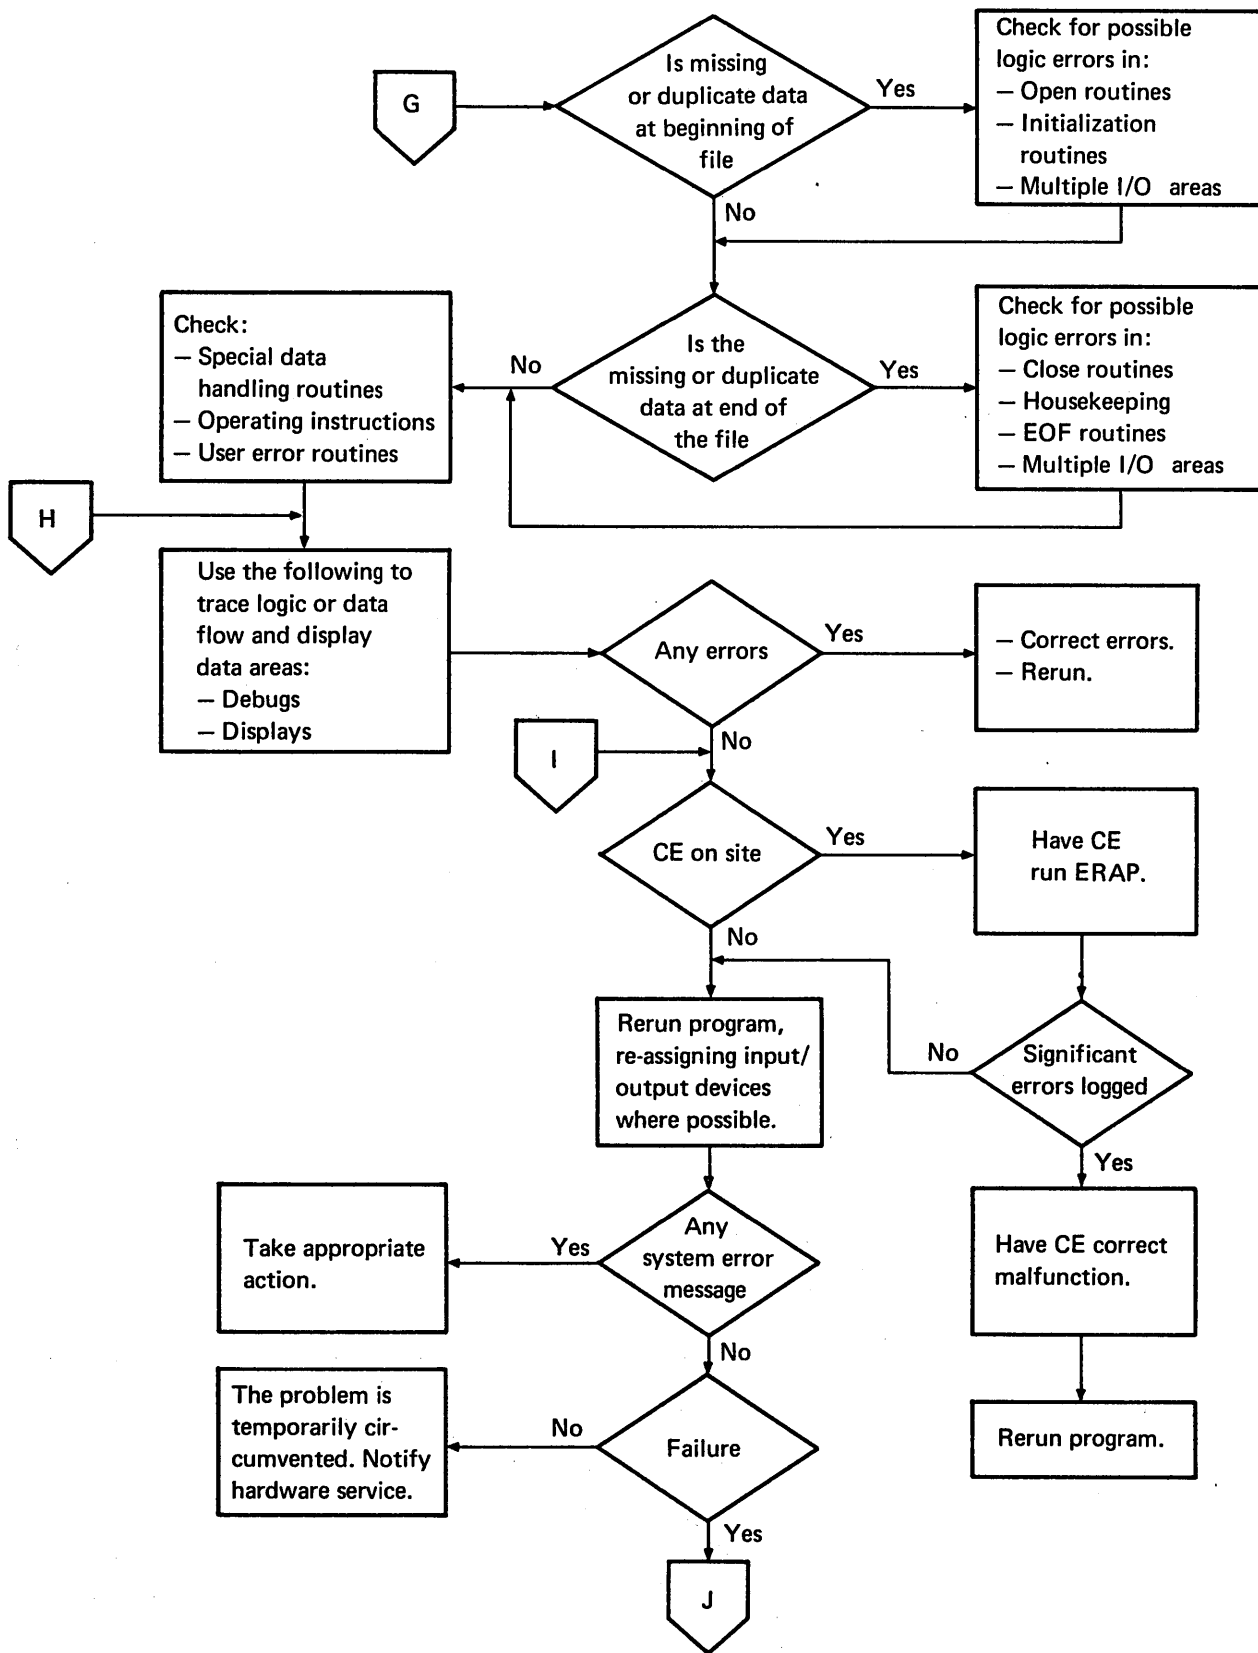 G
Is missing
or duplicate data
at beginning of
file
Yes
Check for possible
logic errors in:
— Open routines
— Initialization
routines
— Multiple I/O areas
No
Check:
— Special data
handling routines
— Operating instructions
— User error routines
No
Is the
missing or duplicate
data at end of
the file
Yes
Check for possible
logic errors in:
— Close routines
— Housekeeping
— EOF routines
— Multiple I/O areas
H
Use the following to
trace logic or data
flow and display
data areas:
— Debugs
— Displays
Any errors
Yes
— Correct errors.
— Rerun.
No
I
CE on site
Yes
Have CE
run ERAP.
No
Rerun program,
re-assigning input/
output devices
where possible.
No
Significant
errors logged
Yes
Take appropriate
action.
Yes
Any
system error
message
Have CE correct
malfunction.
No
The problem is
temporarily cir-
cumvented. Notify
hardware service.
No
Failure
Rerun program.
Yes
J